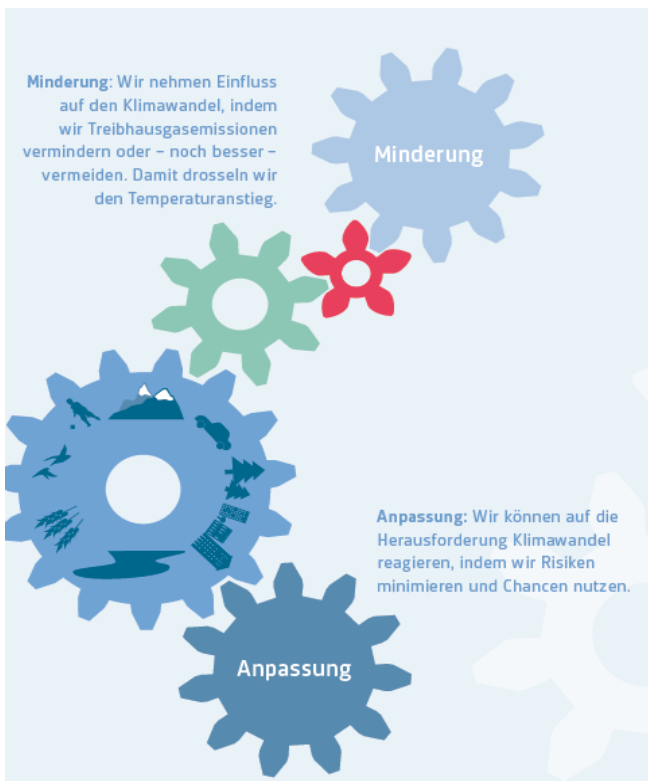 Minderung: Wir nehmen Einfluss
auf den Klimawandel, indem
wir Treibhausgasemissionen
vermindern oder – noch besser –
vermeiden. Damit drosseln wir
den Temperaturanstieg.
Minderung
Anpassung: Wir können auf die
Herausforderung Klimawandel
reagieren, indem wir Risiken
minimieren und Chancen nutzen.
Anpassung